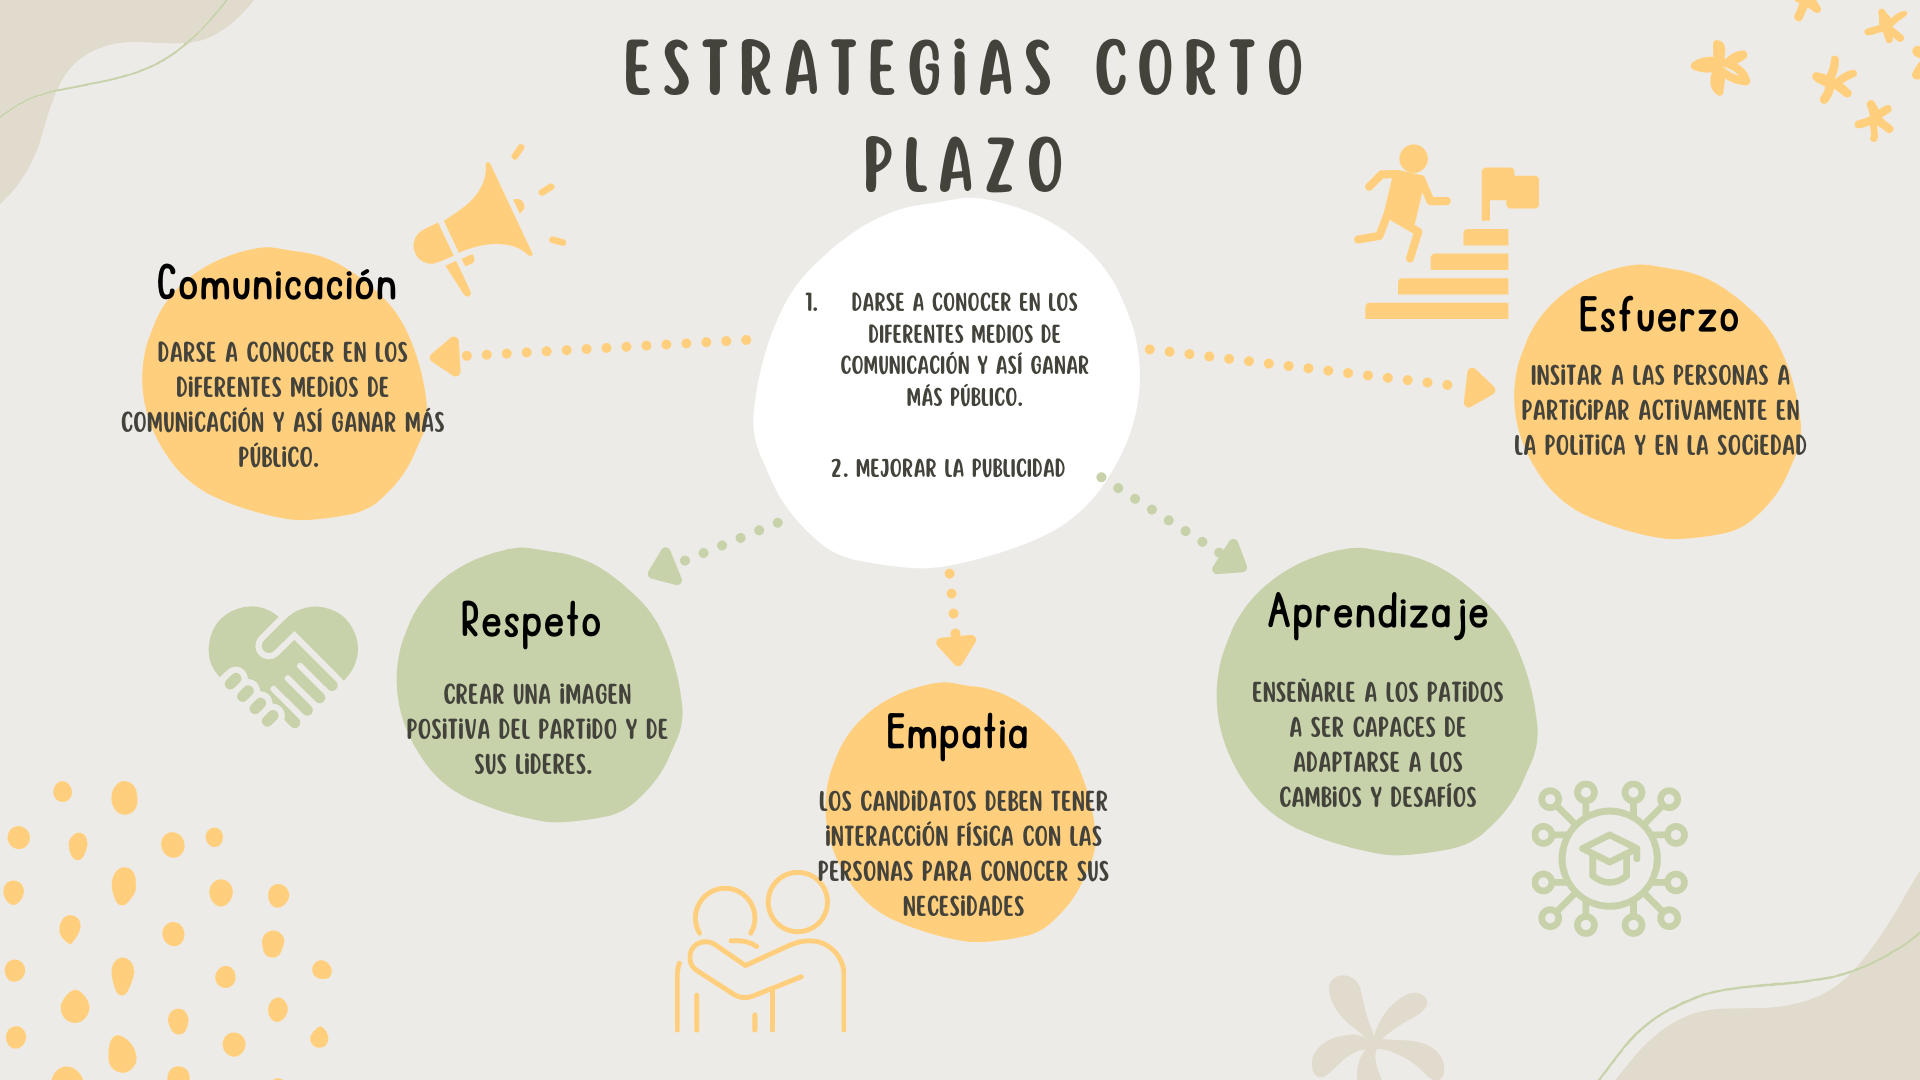 ESTRATEGiAS CORTO
PLAZO
1. DARSE A CONOCER EN LOS
DIFERENTES MEDIOS DE
COMUNICACIÓN Y ASÍ GANAR
MÁS PÚBLICO.
2. MEJORAR LA PUBLICIDAD
Comunicación
DARSE A CONOCER EN LOS
DiFERENTES MEDiOS DE
COMUNiCACiÓN Y ASÍ GANAR MÁS
PÚBLiCO.
Esfuerzo
INSiTAR A LAS PERSONAS A
PARTiCiPAR ACTiVAMENTE EN
LA POLiTiCA Y EN LA SOCiEDAD
Respeto
CREAR UNA iMAGEN
POSiTiVA DEL PARTiDO Y DE
SUS LiDERES.
Empatia
LOS CANDiDATOS DEBEN TENER
iNTERACCiÓN FÍSiCA CON LAS
PERSONAS PARA CONOCER SUS
NECESiDADES
Aprendizaje
ENSEÑARLE A LOS PATiDOS
A SER CAPACES DE
ADAPTARSE A LOS
CAMBiOS Y DESAFÍOS